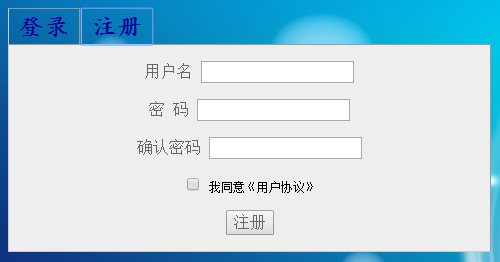 登录 注册
用户名
密 码
确认密码
我同意《用户协议》
注册